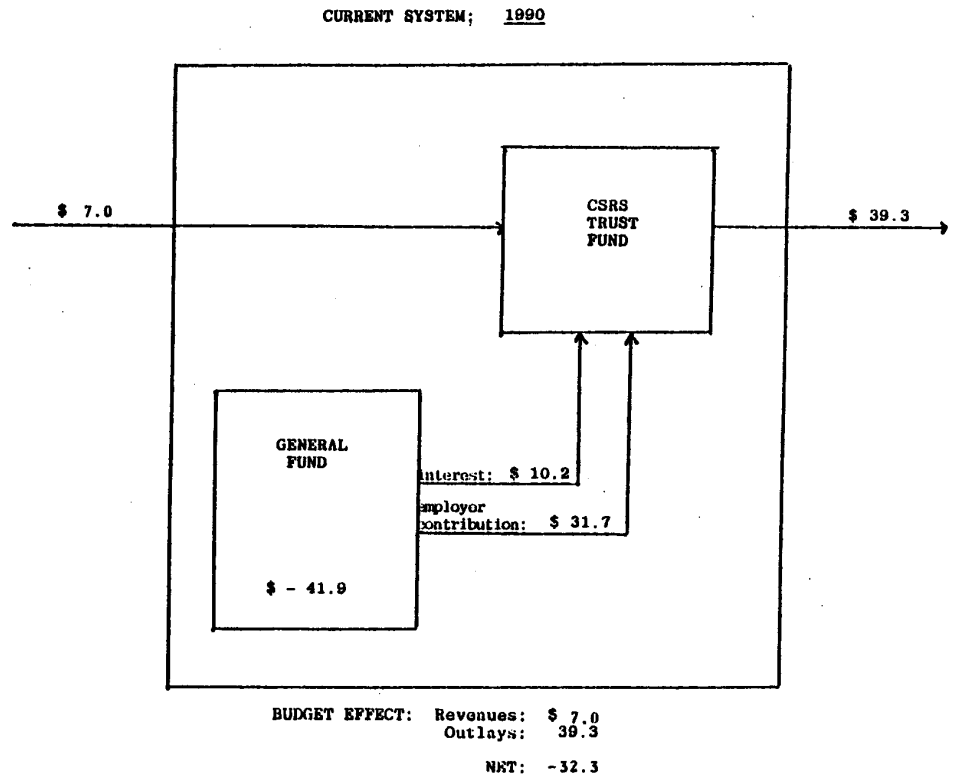 CURRENT SYSTEM; 1990
$ 7.0
CSRS
TRUST
FUND
$ 39.3
GENERAL
FUND
interest: $ 10.2
employor
contribution: $ 31.7
$ - 41.9
BUDGET EFFECT: Revenues: $ 7.0
Outlays: 39.3
NET: -32.3